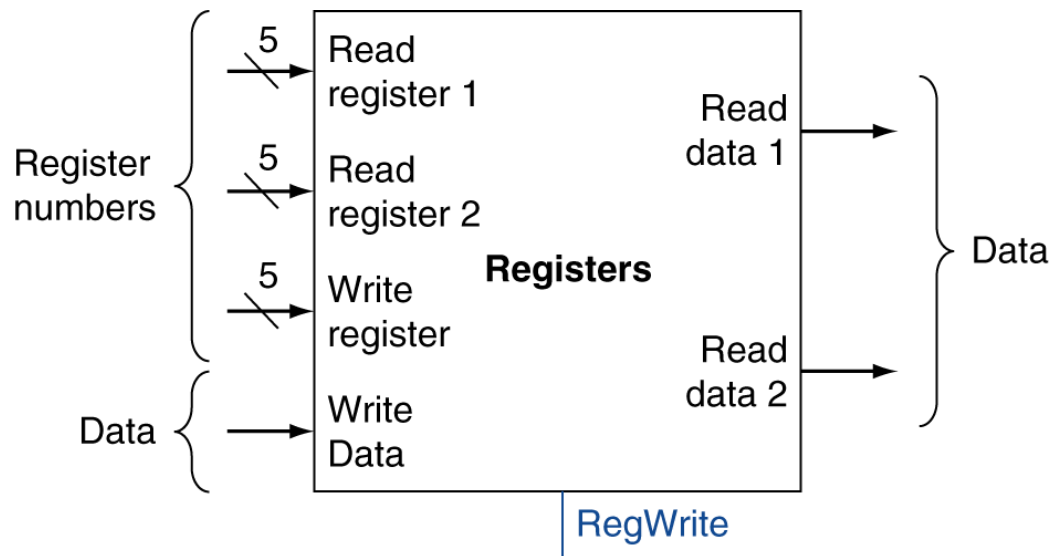 Register
numbers
Data
5
Read
register 1
5
Read
register 2
5
Write
register
Write
Data
Registers
Read
data 1
Read
data 2
Data
RegWrite